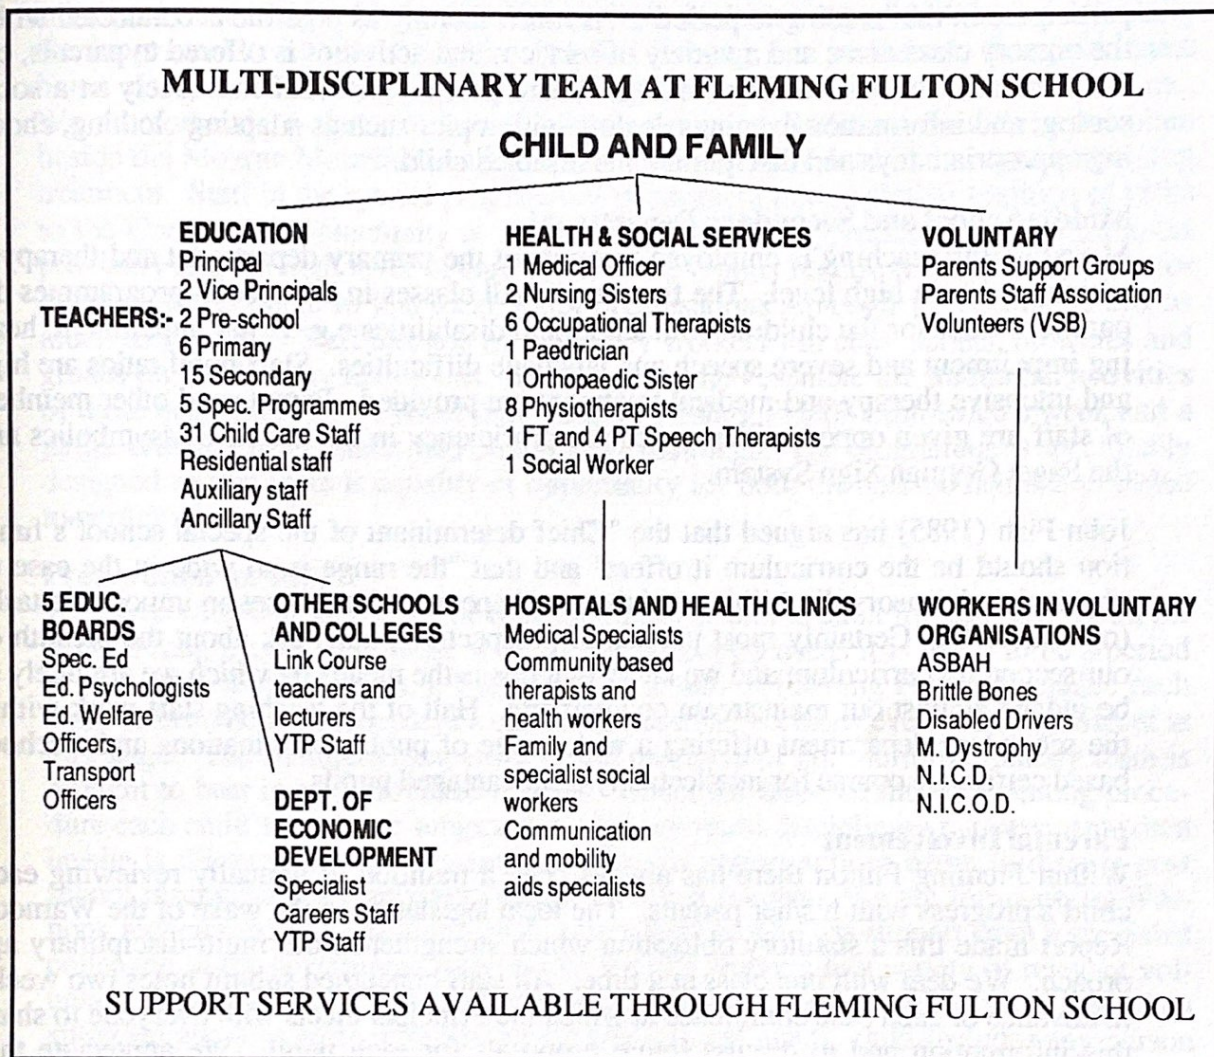 MULTI-DISCIPLINARY TEAM AT FLEMING FULTON SCHOOL
CHILD AND FAMILY
EDUCATION
Principal
2 Vice Principals
TEACHERS:- 2 Pre-school
6 Primary
15 Secondary
5 Spec. Programmes
31 Child Care Staff
Residential staff
Auxiliary staff
Ancillary Staff
HEALTH & SOCIAL SERVICES
1 Medical Officer
2 Nursing Sisters
6 Occupational Therapists
1 Paedtrician
1 Orthopaedic Sister
8 Physiotherapists
1 FT and 4 PT Speech Therapists
1 Social Worker
VOLUNTARY
Parents Support Groups
Parents Staff Assoication
Volunteers (VSB)
5 EDUC.
BOARDS
Spec. Ed
Ed. Psychologists
Ed. Welfare
Officers,
Transport
Officers
OTHER SCHOOLS
AND COLLEGES
Link Course
teachers and
lecturers
YTP Staff
DEPT. OF
ECONOMIC
DEVELOPMENT
Specialist
Careers Staff
YTP Staff
HOSPITALS AND HEALTH CLINICS
Medical Specialists
Community based
therapists and
health workers
Family and
specialist social
workers
Communication
and mobility
aids specialists
WORKERS IN VOLUNTARY
ORGANISATIONS
ASBAH
Brittle Bones
Disabled Drivers
M. Dystrophy
N.I.C.D.
N.I.C.O.D.
SUPPORT SERVICES AVAILABLE THROUGH FLEMING FULTON SCHOOL